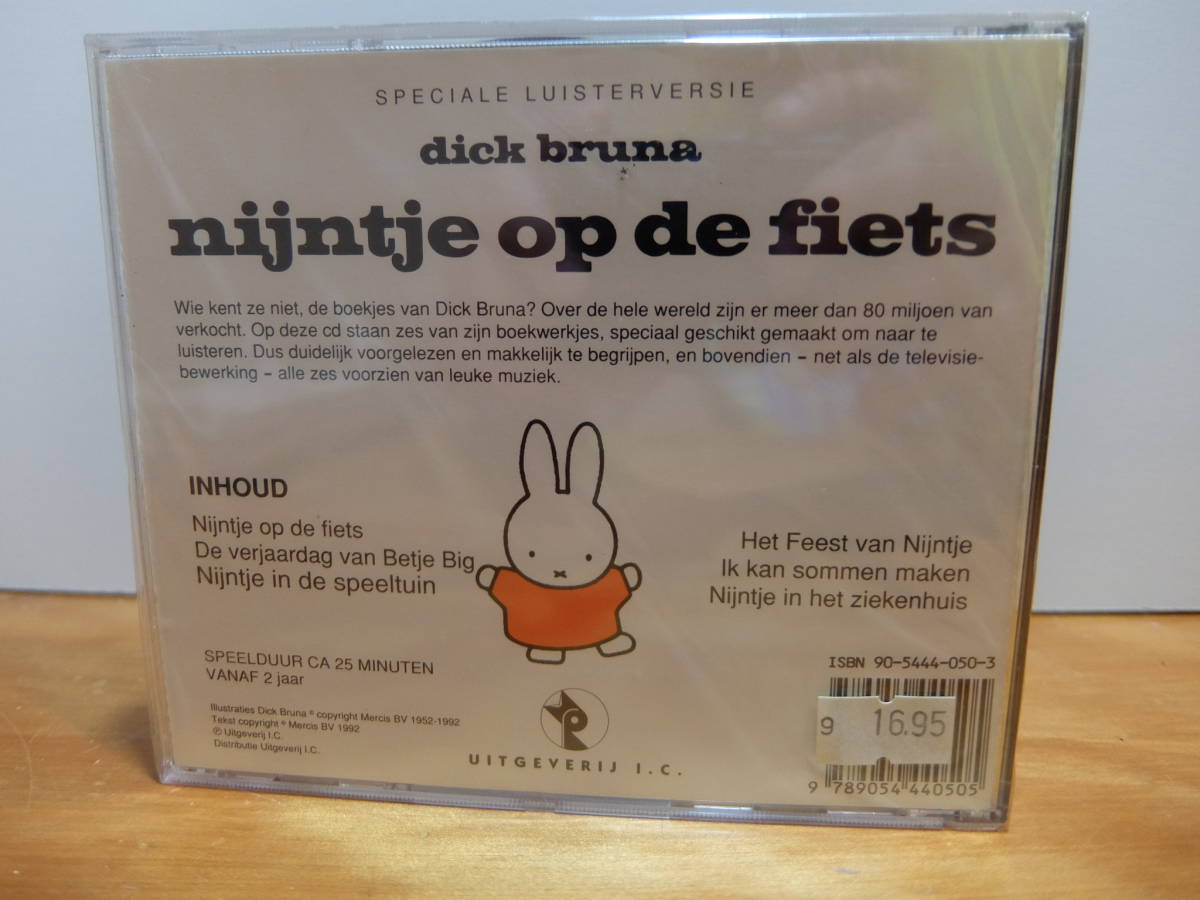 SPECIALE LUISTERVERSIE
dick bruna
nijntje op de fiets
Wie kent ze niet, de boekjes van Dick Bruna? Over de hele wereld zijn er meer dan 80 miljoen van
verkocht. Op deze cd staan zes van zijn boekwerkjes, speciaal geschikt gemaakt om naar te
luisteren. Dus duidelijk voorgelezen en makkelijk te begrijpen, en bovendien – net als de televisie-
bewerking – alle zes voorzien van leuke muziek.
INHOUD
Nijntje op de fiets
De verjaardag van Betje Big
Nijntje in de speeltuin
Het Feest van Nijntje
Ik kan sommen maken
Nijntje in het ziekenhuis
SPEELDUUR CA 25 MINUTEN
VANAF 2 jaar
Illustraties Dick Bruna © copyright Mercis BV 1952-1992
Tekst copyright © Mercis BV 1992
℗ Uitgeverij I.C.
Distributie Uitgeverij I.C.
UITGEVERIJ I.C.
ISBN 90-5444-050-3
9 16.95
9 789054 440505